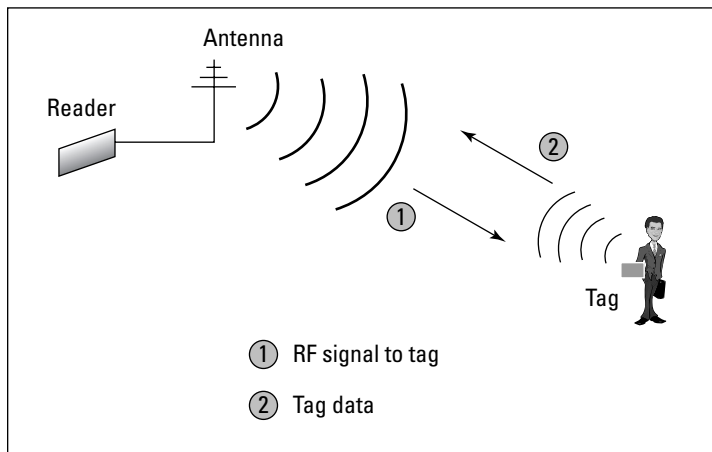 Antenna
Reader
2
1
Tag
1 RF signal to tag
2 Tag data